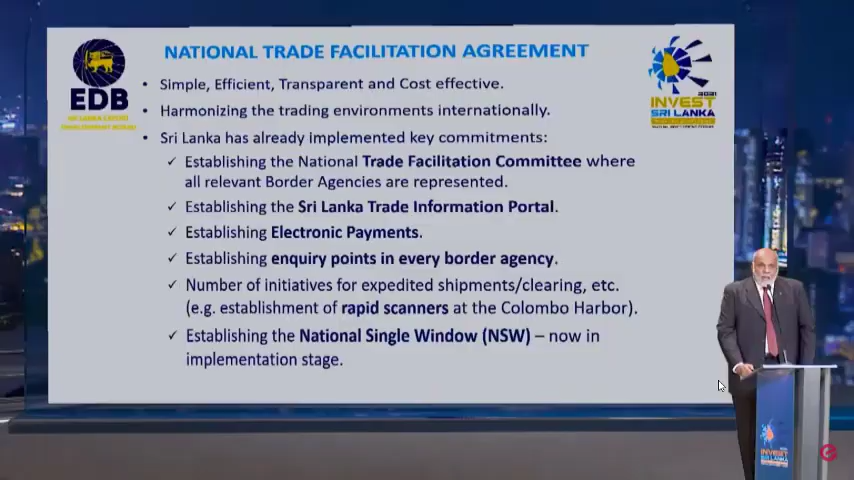 NATIONAL TRADE FACILITATION AGREEMENT
EDB
2021
INVEST
SRI LANKA
• Simple, Efficient, Transparent and Cost effective.
• Harmonizing the trading environments internationally.
• Sri Lanka has already implemented key commitments:
✓ Establishing the National Trade Facilitation Committee where
all relevant Border Agencies are represented.
✓ Establishing the Sri Lanka Trade Information Portal.
✓ Establishing Electronic Payments.
✓ Establishing enquiry points in every border agency.
✓ Number of initiatives for expedited shipments/clearing, etc.
(e.g. establishment of rapid scanners at the Colombo Harbor).
✓ Establishing the National Single Window (NSW) – now in
implementation stage.
INVEST
SRI LANKA